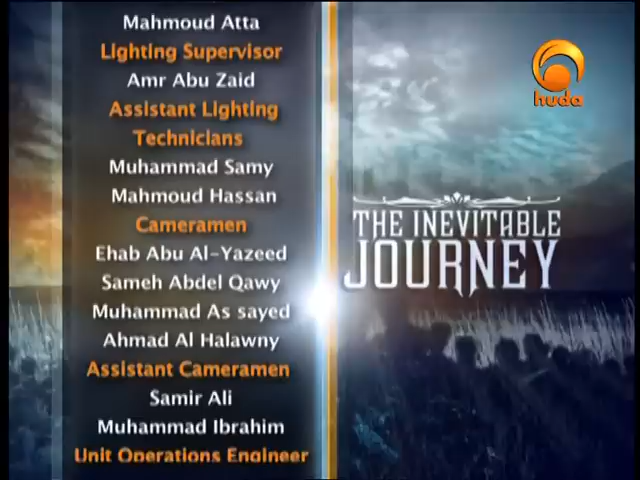 Mahmoud Atta
Lighting Supervisor
Amr Abu Zaid
Assistant Lighting
Technicians
Muhammad Samy
Mahmoud Hassan
Cameramen
Ehab Abu Al-Yazeed
Sameh Abdel Qawy
Muhammad As sayed
Ahmad Al Halawny
Assistant Cameramen
Samir Ali
Muhammad Ibrahim
Unit Operations Engineer
huda
THE INEVITABLE
JOURNEY